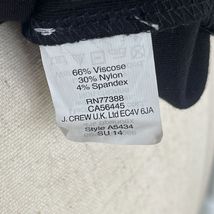 66% Viscose
30% Nylon
4% Spandex
RN77388
CA56445
J. CREW U.K. Ltd EC4V 6JA
Style A5434
SU 14